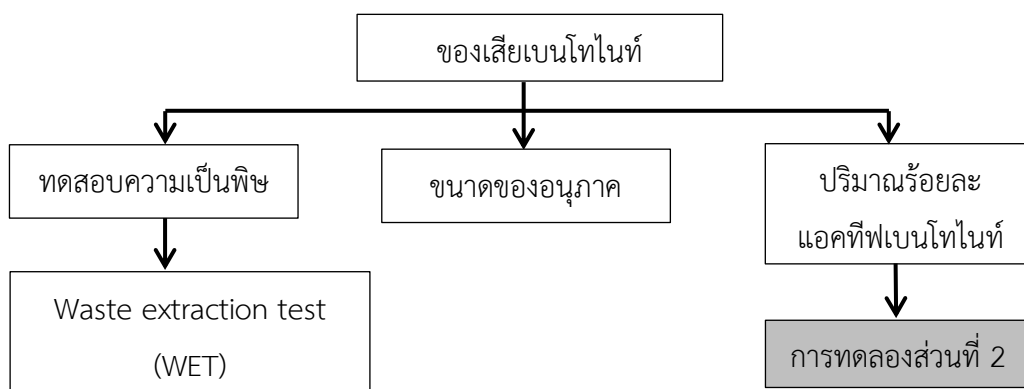 ของเสียเบนโทไนท์
ทดสอบความเป็นพิษ
ขนาดของอนุภาค
ปริมาณร้อยละ
แอคทีฟเบนโทไนท์
Waste extraction test
(WET)
การทดลองส่วนที่ 2